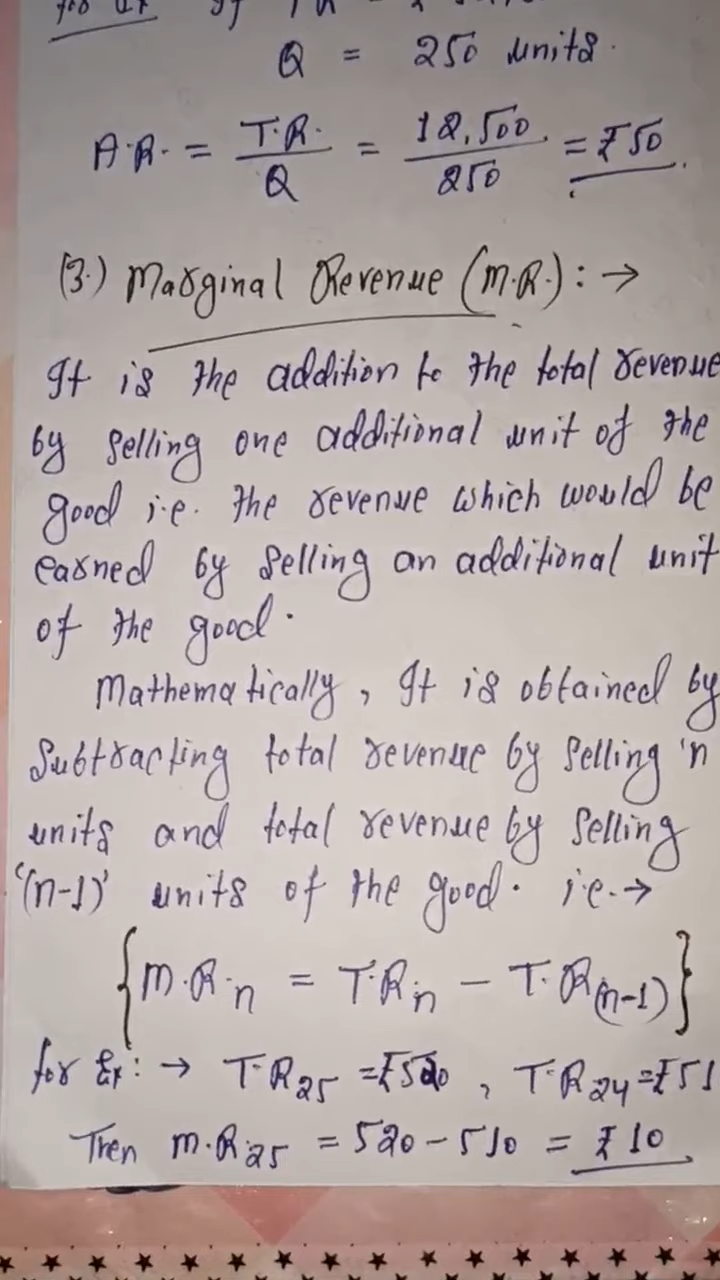 for Ex If T.R
Q = 250 units.
A.R. = T.R. / Q = 12,500 / 250 = ₹50.
(3.) Marginal Revenue (M.R.) : →
It is the addition to the total revenue
by selling one additional unit of the
good i.e. the revenue which would be
earned by selling an additional unit
of the good.
Mathematically, It is obtained by
Subtracting total revenue by selling 'n
units and total revenue by selling
'(n-1)' units of the good. i.e. →
{M.R.n = T.Rn - T.R(n-1)}
for Ex : → T.R25 = ₹520, T.R24 = ₹51
Then M.R25 = 520 - 510 = ₹10